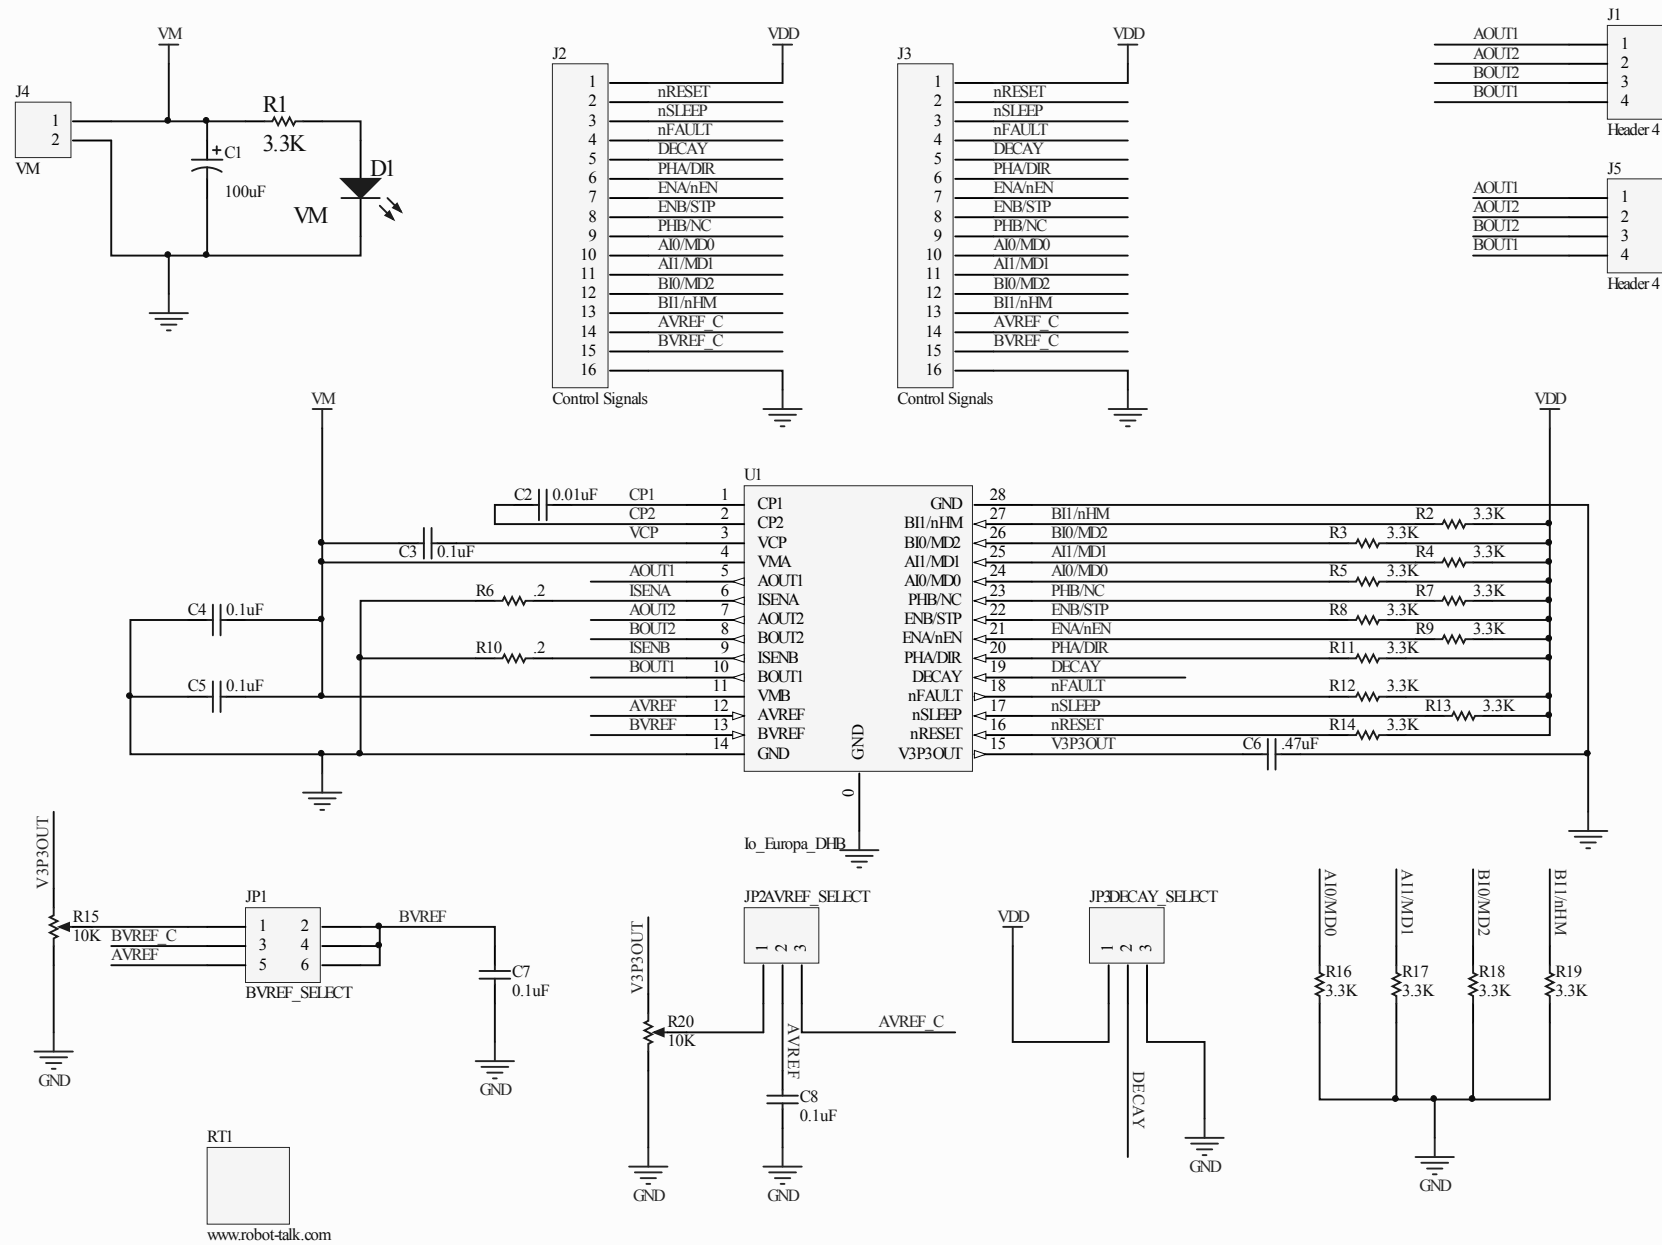 VM
J4
1
2
VM
R1
3.3K
+
C1
100uF
D1
VM
J2
VDD
1
2 nRESET
3 nSLEEP
4 nFAULT
5 DECAY
6 PHA/DIR
7 ENA/nEN
8 ENB/STP
9 PHB/NC
10 AI0/MD0
11 AI1/MD1
12 BI0/MD2
13 BI1/nHM
14 AVREF_C
15 BVREF_C
16
Control Signals
J3
VDD
1
2 nRESET
3 nSLEEP
4 nFAULT
5 DECAY
6 PHA/DIR
7 ENA/nEN
8 ENB/STP
9 PHB/NC
10 AI0/MD0
11 AI1/MD1
12 BI0/MD2
13 BI1/nHM
14 AVREF_C
15 BVREF_C
16
Control Signals
J1
AOUT1 1
AOUT2 2
BOUT2 3
BOUT1 4
Header 4
J5
AOUT1 1
AOUT2 2
BOUT2 3
BOUT1 4
Header 4
VM
VDD
U1
C2 0.01uF CP1 1 CP1
CP2 2 CP2
C3 0.1uF VCP 3 VCP
4 VMA
AOUT1 5 AOUT1
R6 .2 ISENA 6 ISENA
C4 0.1uF
AOUT2 7 AOUT2
BOUT2 8 BOUT2
R10 .2 ISENB 9 ISENB
BOUT1 10 BOUT1
C5 0.1uF
11 VMB
AVREF 12 AVREF
BVREF 13 BVREF
14 GND
GND
0
GND 28
BI1/nHM 27 BI1/nHM R2 3.3K
BI0/MD2 26 BI0/MD2 R3 3.3K
AI1/MD1 25 AI1/MD1 R4 3.3K
AI0/MD0 24 AI0/MD0 R5 3.3K
PHB/NC 23 PHB/NC R7 3.3K
ENB/STP 22 ENB/STP R8 3.3K
ENA/nEN 21 ENA/nEN R9 3.3K
PHA/DIR 20 PHA/DIR R11 3.3K
DECAY 19 DECAY
nFAULT 18 nFAULT R12 3.3K
nSLEEP 17 nSLEEP R13 3.3K
nRESET 16 nRESET R14 3.3K
V3P3OUT 15 V3P3OUT C6 .47uF
Io_Europa_DHB
V3P3OUT
R15
10K
GND
JP1
1 2
3 4
5 6
BVREF_SELECT
BVREF_C
AVREF
BVREF
C7
0.1uF
GND
V3P3OUT
R20
10K
GND
JP2AVREF_SELECT
1 2 3
AVREF
AVREF_C
C8
0.1uF
GND
VDD
JP3DECAY_SELECT
1 2 3
DECAY
GND
AI0/MD0
AI1/MD1
BI0/MD2
BI1/nHM
R16
3.3K
R17
3.3K
R18
3.3K
R19
3.3K
GND
RT1
www.robot-talk.com